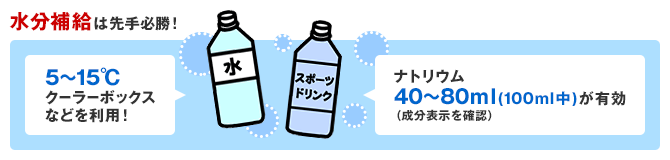 水分補給は先手必勝！
5～15℃
クーラーボックス
などを利用！
水
スポーツ
ドリンク
ナトリウム
40～80ml(100ml中)が有効
（成分表示を確認）